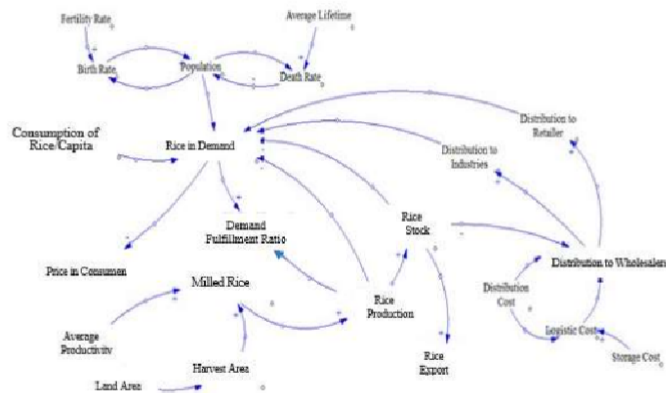 Fertility Rate
Average Lifetime
Birth Rate
Population
Death Rate
Distribution to
Retailer
Consumption of
Rice/Capita
Rice in Demand
Distribution to
Industries
Demand
Fulfillment Ratio
Rice
Stock
Price in Consumen
Milled Rice
Distribution to Wholesalers
Distribution
Cost
Rice
Production
Average
Productivity
Logistic Cost
Harvest Area
Rice
Export
Storage Cost
Land Area